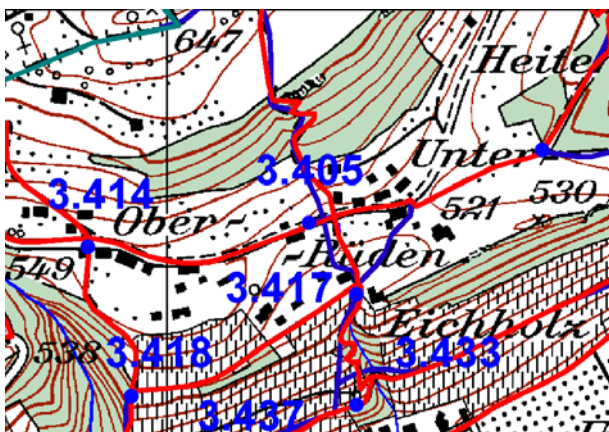 647
Heite
Unter-
3.405
3.414
Ober-
530
521
-Rüden
549
3.417
Eichholz
538
3.418
3.433
3.437